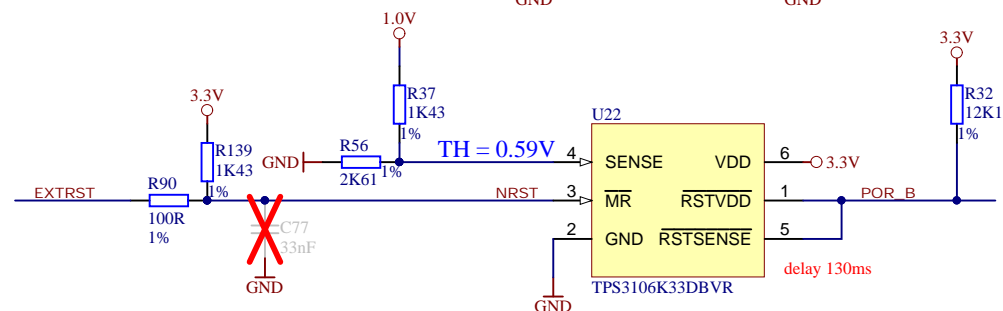 GND
GND
1.0V
3.3V
R37
1K43
1%
3.3V
R32
12K1
1%
U22
R139
1K43
1%
GND
R56
2K61
1%
TH = 0.59V
4
SENSE
VDD
6
3.3V
EXTRST
R90
100R
1%
NRST
3
MR
RSTVDD
1
POR_B
C77
33nF
GND
2
GND
RSTSENSE
5
delay 130ms
GND
TPS3106K33DBVR